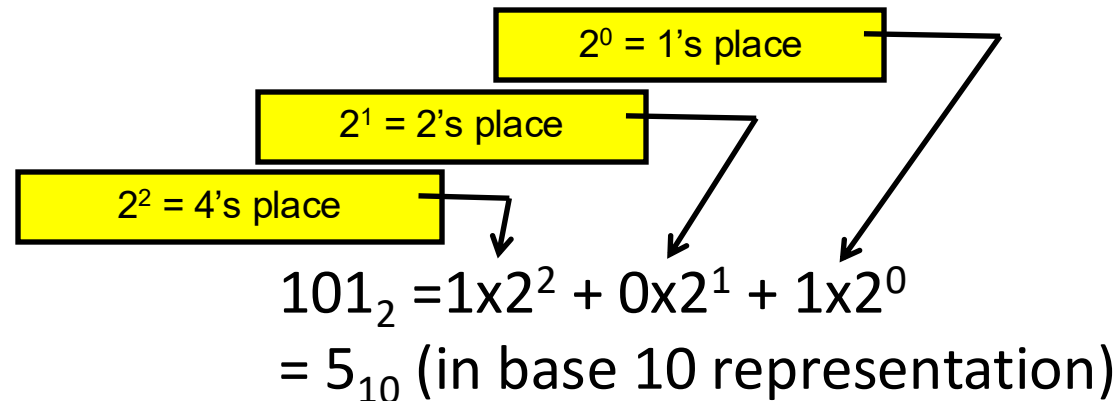 2⁰ = 1’s place
2¹ = 2’s place
2² = 4’s place
101₂ =1x2² + 0x2¹ + 1x2⁰
= 5₁₀ (in base 10 representation)